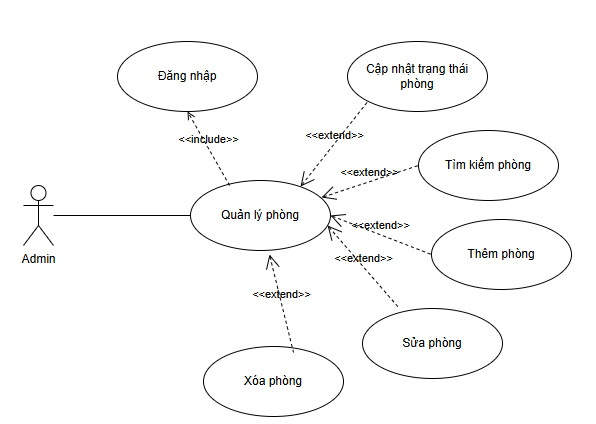 Đăng nhập
Cập nhật trạng thái
phòng
<<include>>
<<extend>>
Tìm kiếm phòng
<<extend>>
Quản lý phòng
<<extend>>
Thêm phòng
Admin
<<extend>>
<<extend>>
Sửa phòng
Xóa phòng